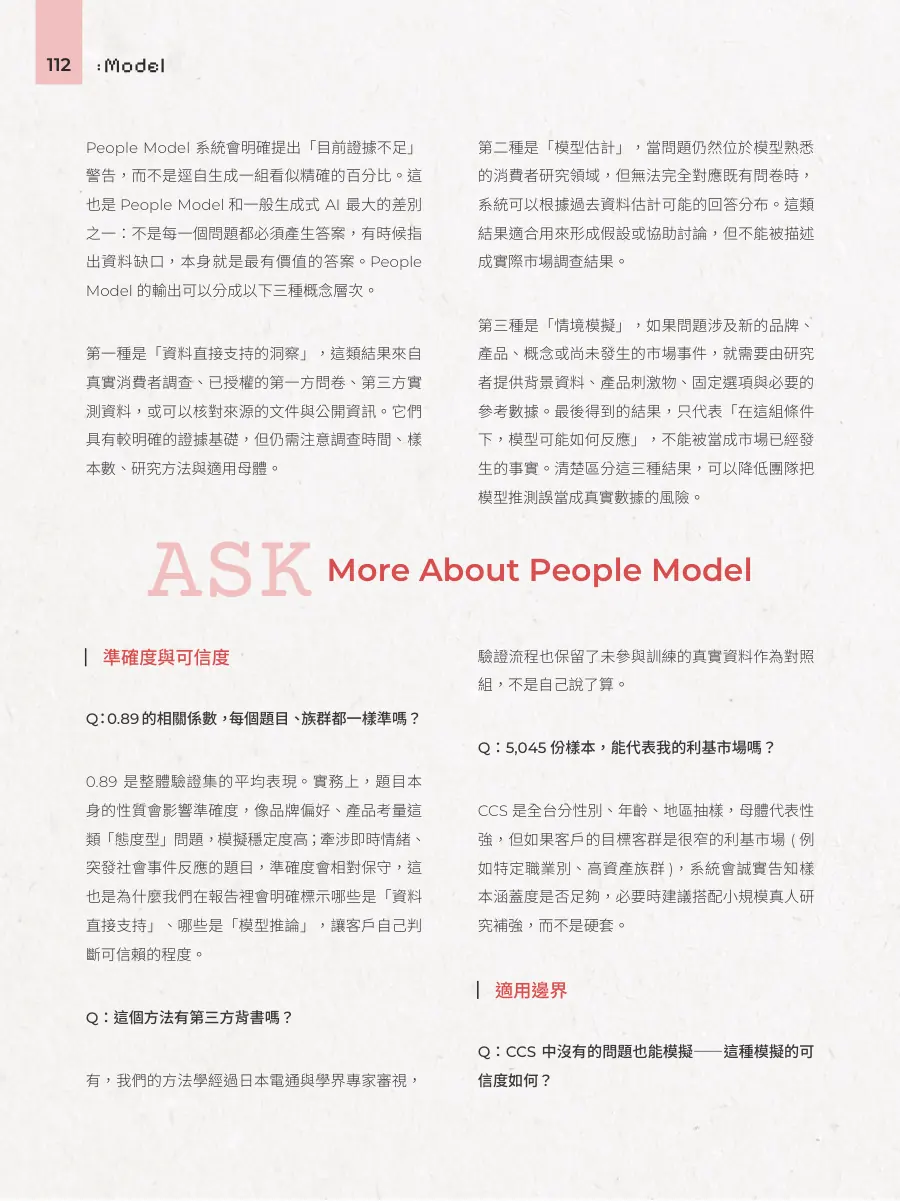 112
:Model
People Model 系統會明確提出「目前證據不足」
警告，而不是逕自生成一組看似精確的百分比。這
也是 People Model 和一般生成式 AI 最大的差別
之一：不是每一個問題都必須產生答案，有時候指
出資料缺口，本身就是最有價值的答案。People
Model 的輸出可以分成以下三種概念層次。
第一種是「資料直接支持的洞察」，這類結果來自
真實消費者調查、已授權的第一方問卷、第三方實
測資料，或可以核對來源的文件與公開資訊。它們
具有較明確的證據基礎，但仍需注意調查時間、樣
本數、研究方法與適用母體。
第二種是「模型估計」，當問題仍然位於模型熟悉
的消費者研究領域，但無法完全對應既有問卷時，
系統可以根據過去資料估計可能的回答分布。這類
結果適合用來形成假設或協助討論，但不能被描述
成實際市場調查結果。
第三種是「情境模擬」，如果問題涉及新的品牌、
產品、概念或尚未發生的市場事件，就需要由研究
者提供背景資料、產品刺激物、固定選項與必要的
參考數據。最後得到的結果，只代表「在這組條件
下，模型可能如何反應」，不能被當成市場已經發
生的事實。清楚區分這三種結果，可以降低團隊把
模型推測誤當成真實數據的風險。
ASK More About People Model
準確度與可信度
Q：0.89 的相關係數，每個題目、族群都一樣準嗎？
0.89 是整體驗證集的平均表現。實務上，題目本
身的性質會影響準確度，像品牌偏好、產品考量這
類「態度型」問題，模擬穩定度高；牽涉即時情緒、
突發社會事件反應的題目，準確度會相對保守，這
也是為什麼我們在報告裡會明確標示哪些是「資料
直接支持」、哪些是「模型推論」，讓客戶自己判
斷可信賴的程度。
Q：這個方法有第三方背書嗎？
有，我們的方法學經過日本電通與學界專家審視，
驗證流程也保留了未參與訓練的真實資料作為對照
組，不是自己說了算。
Q：5,045 份樣本，能代表我的利基市場嗎？
CCS 是全台分性別、年齡、地區抽樣，母體代表性
強，但如果客戶的目標客群是很窄的利基市場 ( 例
如特定職業別、高資產族群 )，系統會誠實告知樣
本涵蓋度是否足夠，必要時建議搭配小規模真人研
究補強，而不是硬套。
適用邊界
Q：CCS 中沒有的問題也能模擬——這種模擬的可
信度如何？